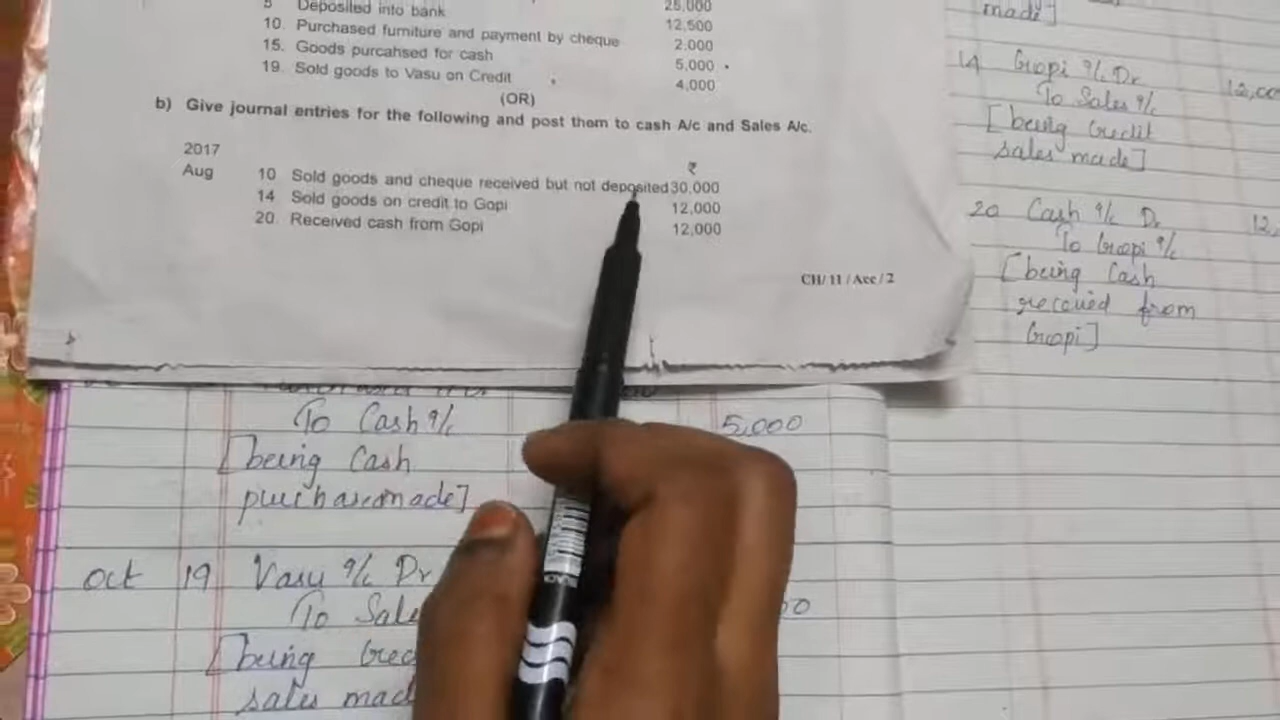 5 Deposited into bank 25,000
10. Purchased furniture and payment by cheque 12,500
15. Goods purcahsed for cash 2,000
19. Sold goods to Vasu on Credit 5,000
4,000
(OR)
b) Give journal entries for the following and post them to cash A/c and Sales A/c.
2017 ₹
Aug 10 Sold goods and cheque received but not deposited 30,000
14 Sold goods on credit to Gopi 12,000
20. Received cash from Gopi 12,000
CH/ 11 / Acc / 2
To Cash a/c 5,000
[being Cash
purchase made]
Oct 19 Vasu a/c Dr
To Sale
[being
sales mad
made]
14 Gopi a/c Dr 12,00
To Sales a/c
[being Credit
sales made]
20 Cash a/c Dr 12,
To Gopi a/c
[being Cash
received from
Gopi]